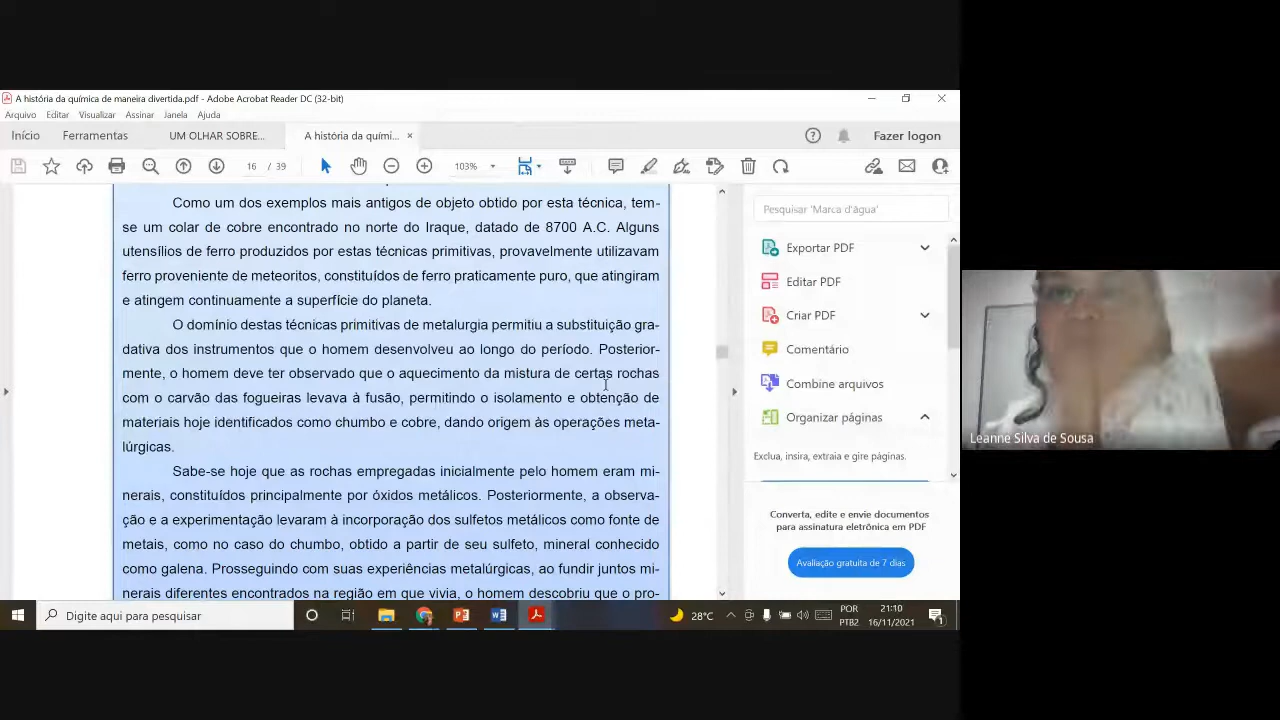 A história da química de maneira divertida.pdf - Adobe Acrobat Reader DC (32-bit)
Arquivo Editar Visualizar Assinar Janela Ajuda
Início Ferramentas UM OLHAR SOBRE... A história da quími... × Fazer logon
16 / 39 103%
Como um dos exemplos mais antigos de objeto obtido por esta técnica, tem-
se um colar de cobre encontrado no norte do Iraque, datado de 8700 A.C. Alguns
utensílios de ferro produzidos por estas técnicas primitivas, provavelmente utilizavam
ferro proveniente de meteoritos, constituídos de ferro praticamente puro, que atingiram
e atingem continuamente a superfície do planeta.
O domínio destas técnicas primitivas de metalurgia permitiu a substituição gra-
dativa dos instrumentos que o homem desenvolveu ao longo do período. Posterior-
mente, o homem deve ter observado que o aquecimento da mistura de certas rochas
com o carvão das fogueiras levava à fusão, permitindo o isolamento e obtenção de
materiais hoje identificados como chumbo e cobre, dando origem às operações meta-
lúrgicas.
Sabe-se hoje que as rochas empregadas inicialmente pelo homem eram mi-
nerais, constituídos principalmente por óxidos metálicos. Posteriormente, a observa-
ção e a experimentação levaram à incorporação dos sulfetos metálicos como fonte de
metais, como no caso do chumbo, obtido a partir de seu sulfeto, mineral conhecido
como galena. Prosseguindo com suas experiências metalúrgicas, ao fundir juntos mi-
nerais diferentes encontrados na região em que vivia, o homem descobriu que o pro-
Pesquisar 'Marca d'água'
Exportar PDF
Editar PDF
Criar PDF
Comentário
Combine arquivos
Organizar páginas
Exclua, insira, extraia e gire páginas.
Converta, edite e envie documentos
para assinatura eletrônica em PDF
Avaliação gratuita de 7 dias
Leanne Silva de Sousa
Digite aqui para pesquisar
28°C
POR
PTB2
21:10
16/11/2021
1